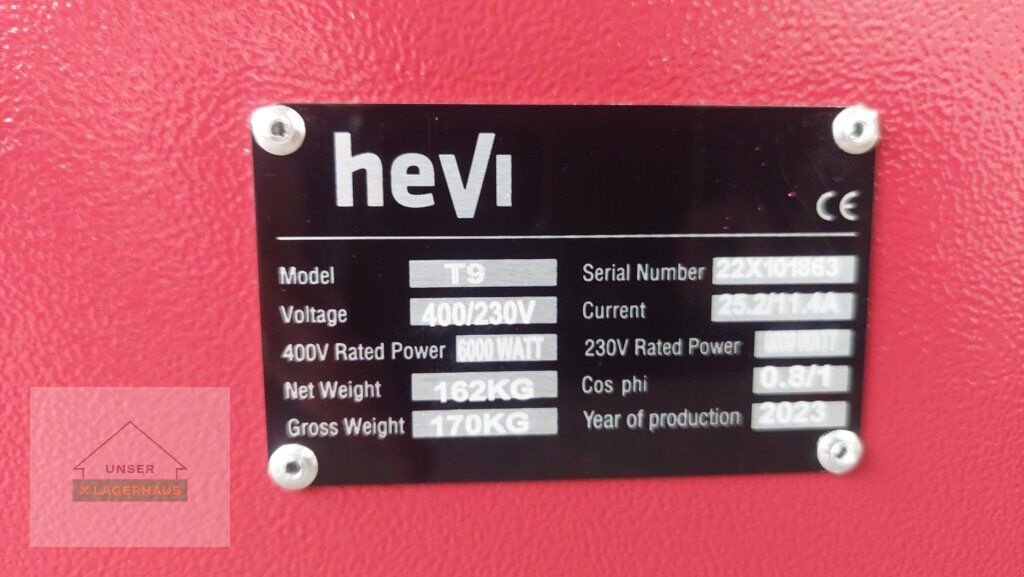 hevi
CE
Model T9
Serial Number 22X101863
Voltage 400/230V
Current 25.2/11.4A
400V Rated Power 6000 WATT
230V Rated Power WATT
Net Weight 162KG
Cos phi 0.8/1
Gross Weight 170KG
Year of production 2023
UNSER
X LAGERHAUS